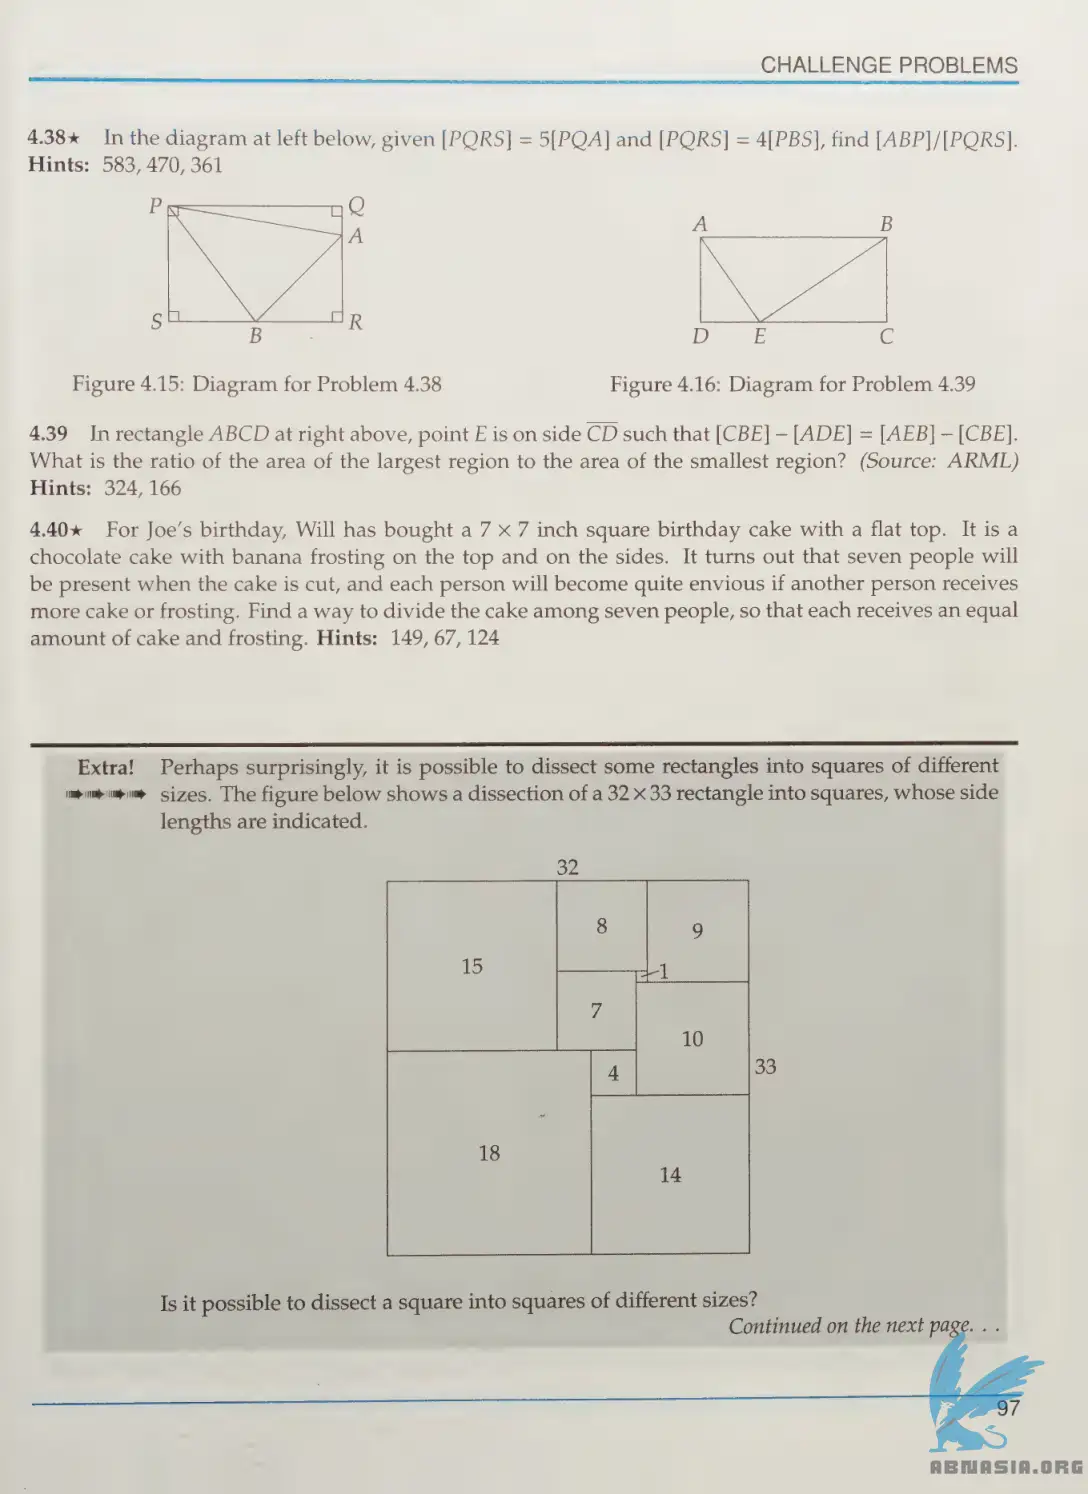 CHALLENGE PROBLEMS
4.38★ In the diagram at left below, given [PQRS] = 5[PQA] and [PQRS] = 4[PBS], find [ABP]/[PQRS].
Hints: 583, 470, 361
P Q
A
S B R
A B
D E C
Figure 4.15: Diagram for Problem 4.38
Figure 4.16: Diagram for Problem 4.39
4.39 In rectangle ABCD at right above, point E is on side CD such that [CBE] − [ADE] = [AEB] − [CBE].
What is the ratio of the area of the largest region to the area of the smallest region? (Source: ARML)
Hints: 324, 166
4.40★ For Joe's birthday, Will has bought a 7 × 7 inch square birthday cake with a flat top. It is a
chocolate cake with banana frosting on the top and on the sides. It turns out that seven people will
be present when the cake is cut, and each person will become quite envious if another person receives
more cake or frosting. Find a way to divide the cake among seven people, so that each receives an equal
amount of cake and frosting. Hints: 149, 67, 124
Extra! Perhaps surprisingly, it is possible to dissect some rectangles into squares of different
sizes. The figure below shows a dissection of a 32 × 33 rectangle into squares, whose side
lengths are indicated.
32
8
9
15
1
7
10
33
4
18
14
Is it possible to dissect a square into squares of different sizes?
Continued on the next page. . .
97
ABNASIA.ORG